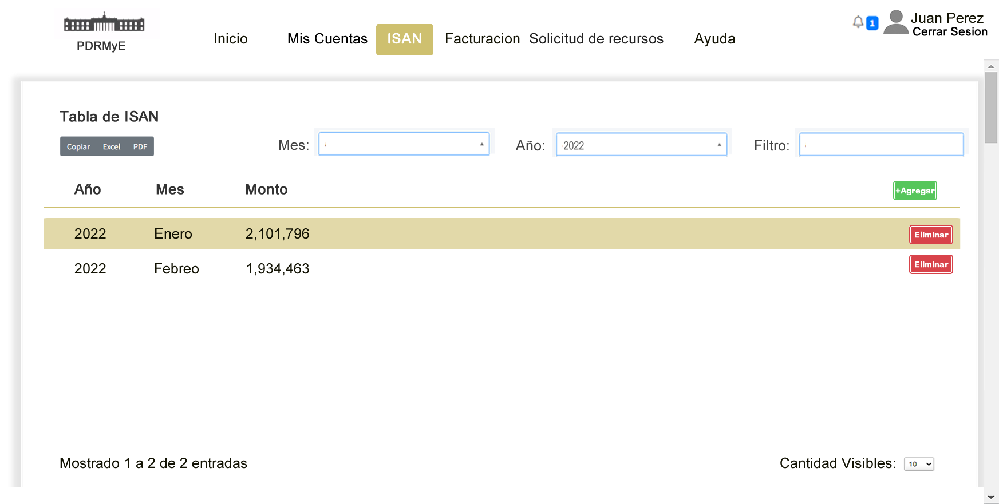 PDRMyE
Inicio Mis Cuentas ISAN Facturacion Solicitud de recursos Ayuda
1 Juan Perez
Cerrar Sesion
Tabla de ISAN
Copiar Excel PDF Mes: Año: 2022 Filtro:
Año Mes Monto +Agregar
2022 Enero 2,101,796 Eliminar
2022 Febreo 1,934,463 Eliminar
Mostrado 1 a 2 de 2 entradas Cantidad Visibles: 10